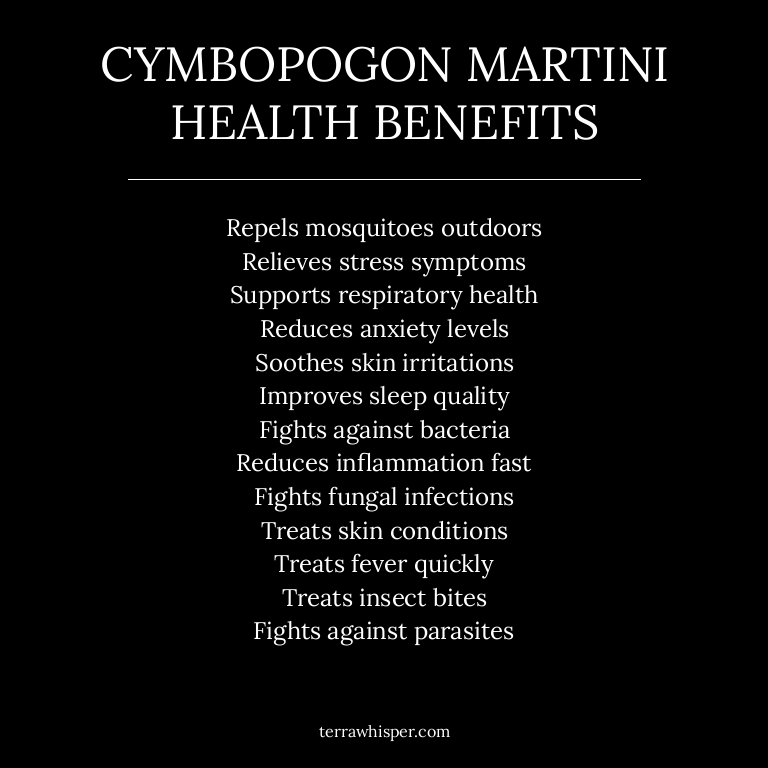 CYMBOPOGON MARTINI
HEALTH BENEFITS
Repels mosquitoes outdoors
Relieves stress symptoms
Supports respiratory health
Reduces anxiety levels
Soothes skin irritations
Improves sleep quality
Fights against bacteria
Reduces inflammation fast
Fights fungal infections
Treats skin conditions
Treats fever quickly
Treats insect bites
Fights against parasites
terrawhisper.com